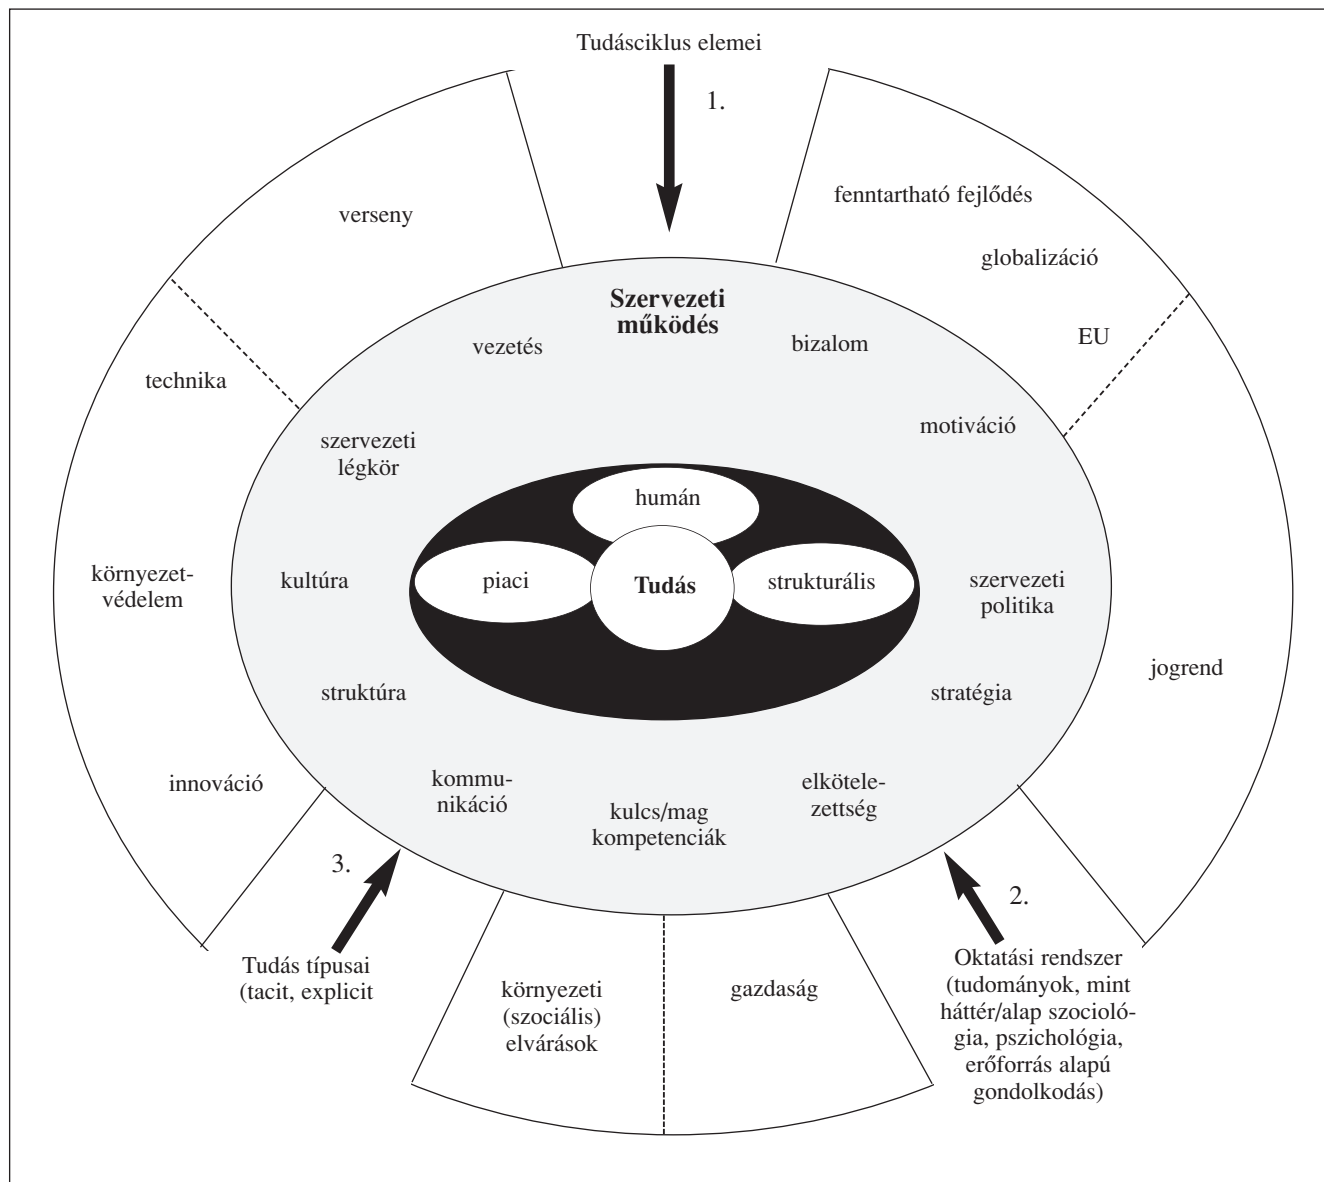 Tudásciklus elemei
1.
verseny
fenntartható fejlődés
globalizáció
EU
technika
környezet-
védelem
innováció
jogrend
Szervezeti
működés
vezetés
bizalom
szervezeti
légkör
motiváció
kultúra
szervezeti
politika
struktúra
stratégia
kommu-
nikáció
kulcs/mag
kompetenciák
elkötele-
zettség
humán
piaci
Tudás
strukturális
3.
Tudás típusai
(tacit, explicit
környezeti
(szociális)
elvárások
gazdaság
2.
Oktatási rendszer
(tudományok, mint
háttér/alap szocioló-
gia, pszichológia,
erőforrás alapú
gondolkodás)